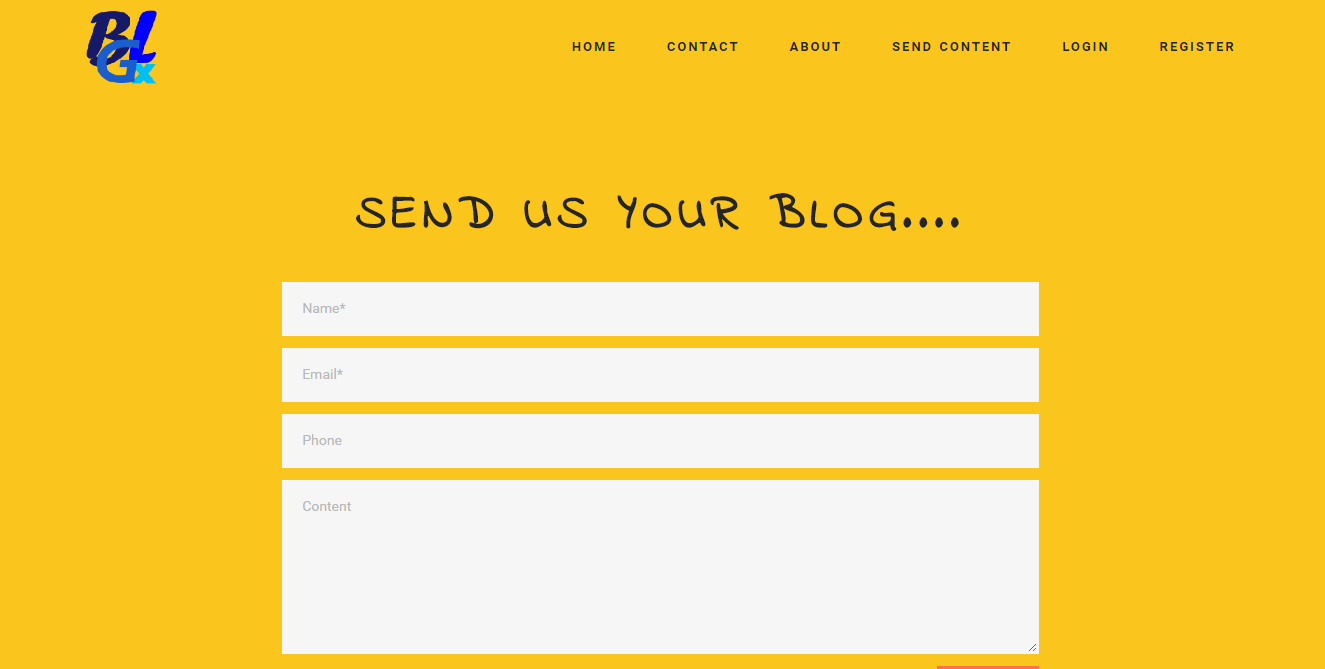 BLGx
HOME CONTACT ABOUT SEND CONTENT LOGIN REGISTER
SEND US YOUR BLOG....
Name*
Email*
Phone
Content